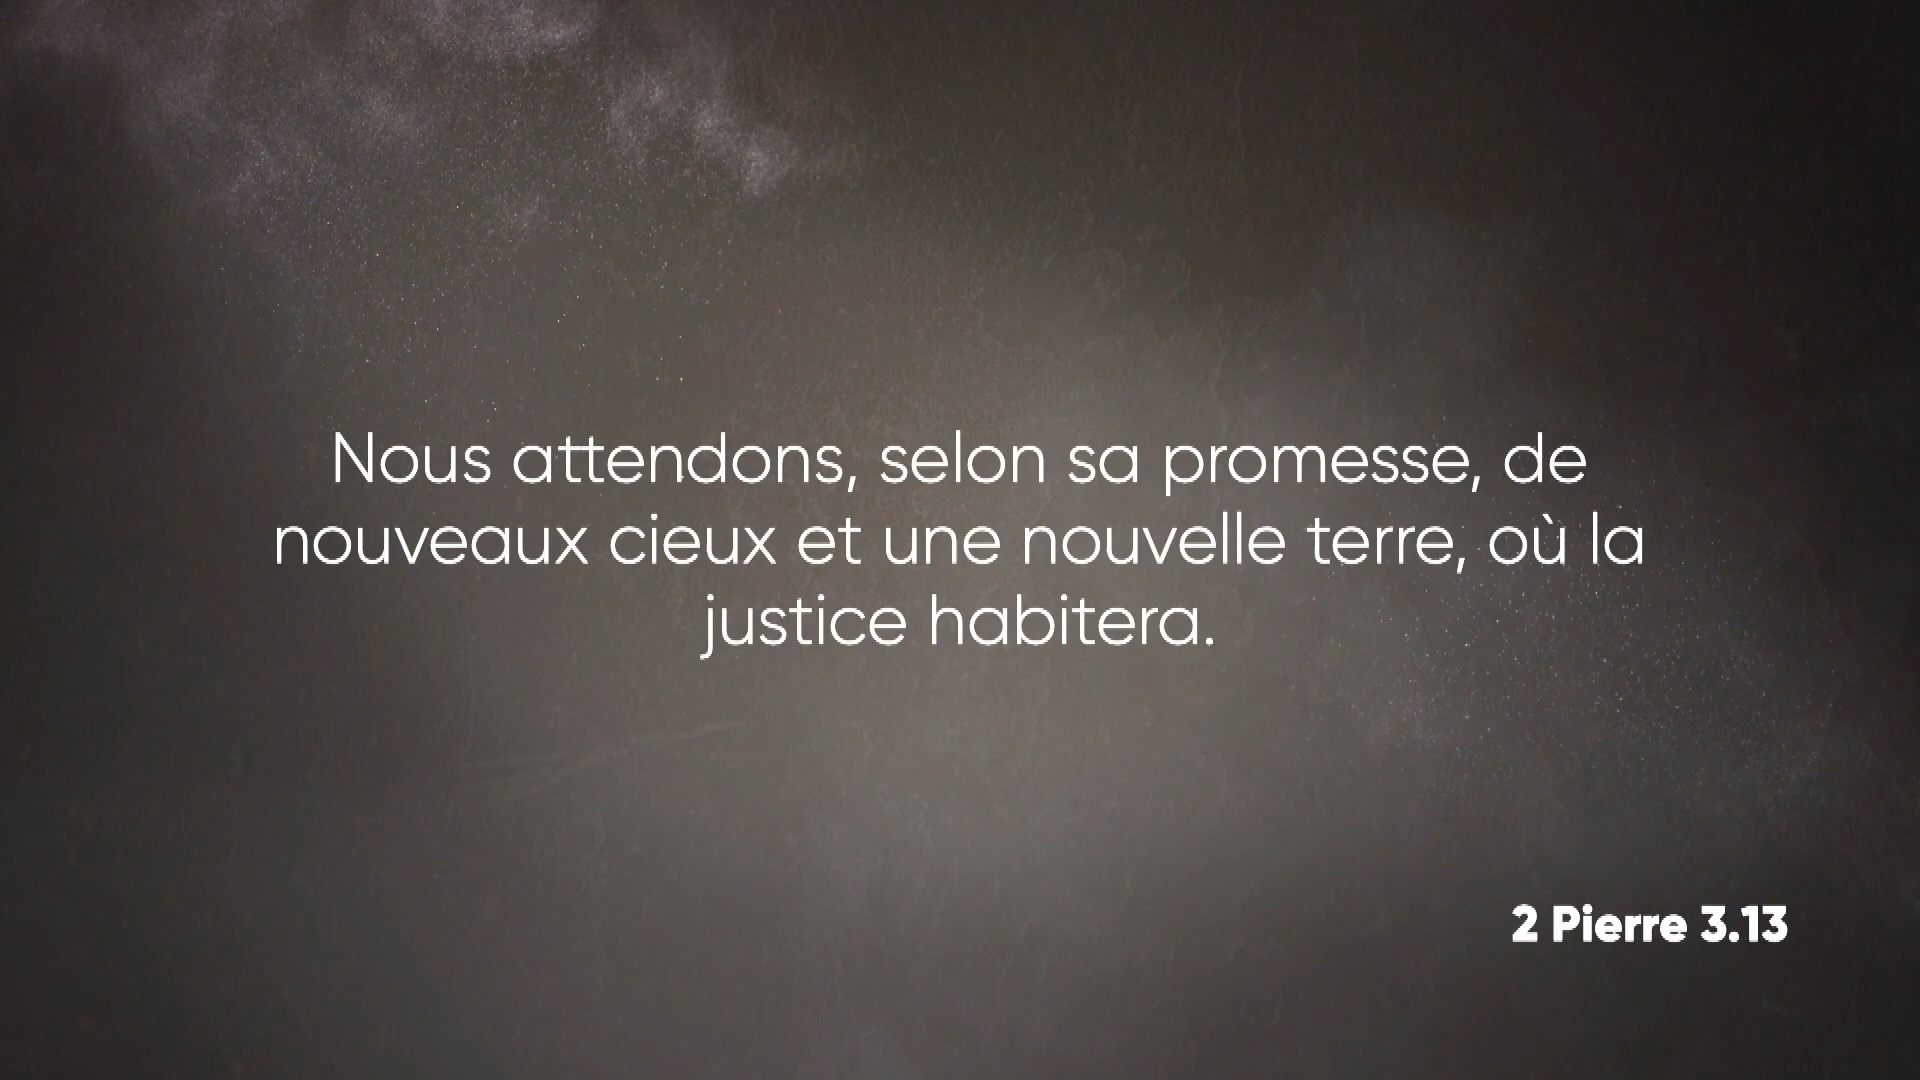 Nous attendons, selon sa promesse, de
nouveaux cieux et une nouvelle terre, où la
justice habitera.
2 Pierre 3.13